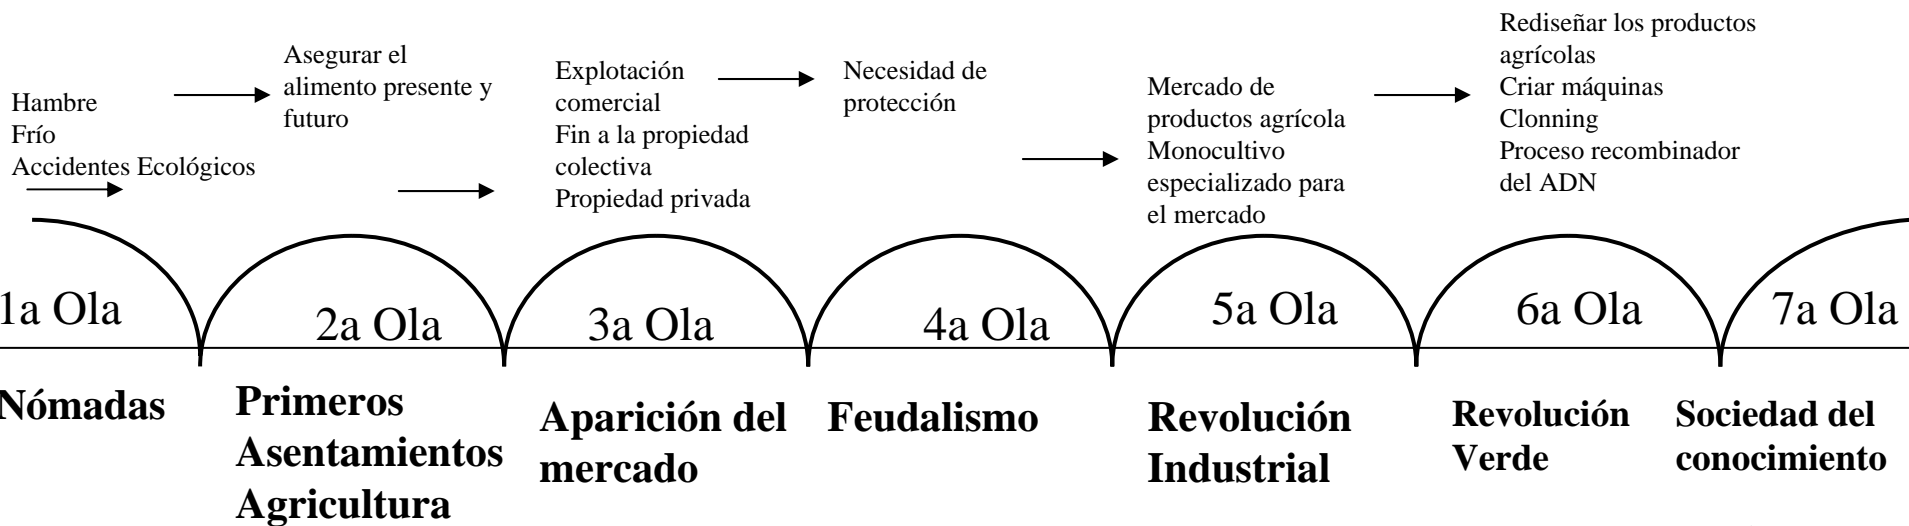 Hambre
Frío
Accidentes Ecológicos
Asegurar el
alimento presente y
futuro
Explotación
comercial
Fin a la propiedad
colectiva
Propiedad privada
Necesidad de
protección
Mercado de
productos agrícola
Monocultivo
especializado para
el mercado
Rediseñar los productos
agrícolas
Criar máquinas
Clonning
Proceso recombinador
del ADN
1a Ola
2a Ola
3a Ola
4a Ola
5a Ola
6a Ola
7a Ola
Nómadas
Primeros
Asentamientos
Agricultura
Aparición del
mercado
Feudalismo
Revolución
Industrial
Revolución
Verde
Sociedad del
conocimiento